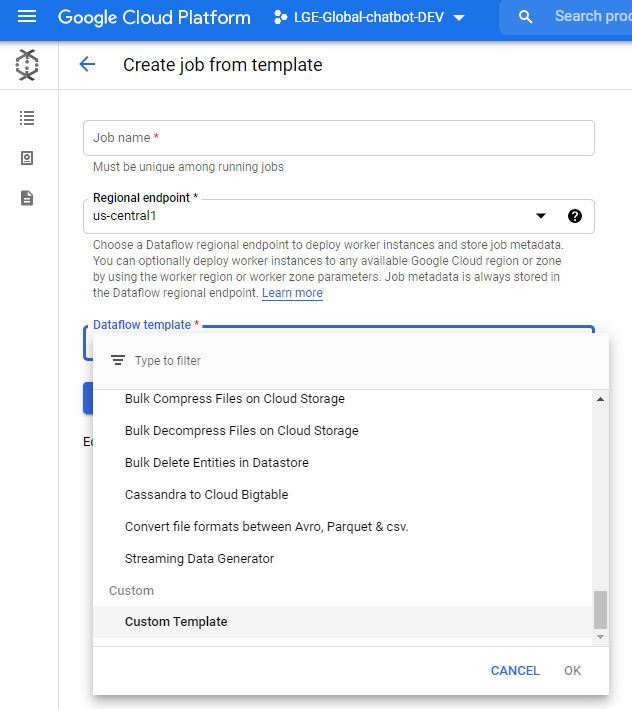 Google Cloud Platform
LGE-Global-chatbot-DEV
Search
Create job from template
Job name *
Must be unique among running jobs
Regional endpoint *
us-central1
Choose a Dataflow regional endpoint to deploy worker instances and store job metadata.
You can optionally deploy worker instances to any available Google Cloud region or zone
by using the worker region or worker zone parameters. Job metadata is always stored in
the Dataflow regional endpoint. Learn more
Dataflow template *
Type to filter
Bulk Compress Files on Cloud Storage
Bulk Decompress Files on Cloud Storage
Bulk Delete Entities in Datastore
Cassandra to Cloud Bigtable
Convert file formats between Avro, Parquet & csv.
Streaming Data Generator
Custom
Custom Template
CANCEL OK